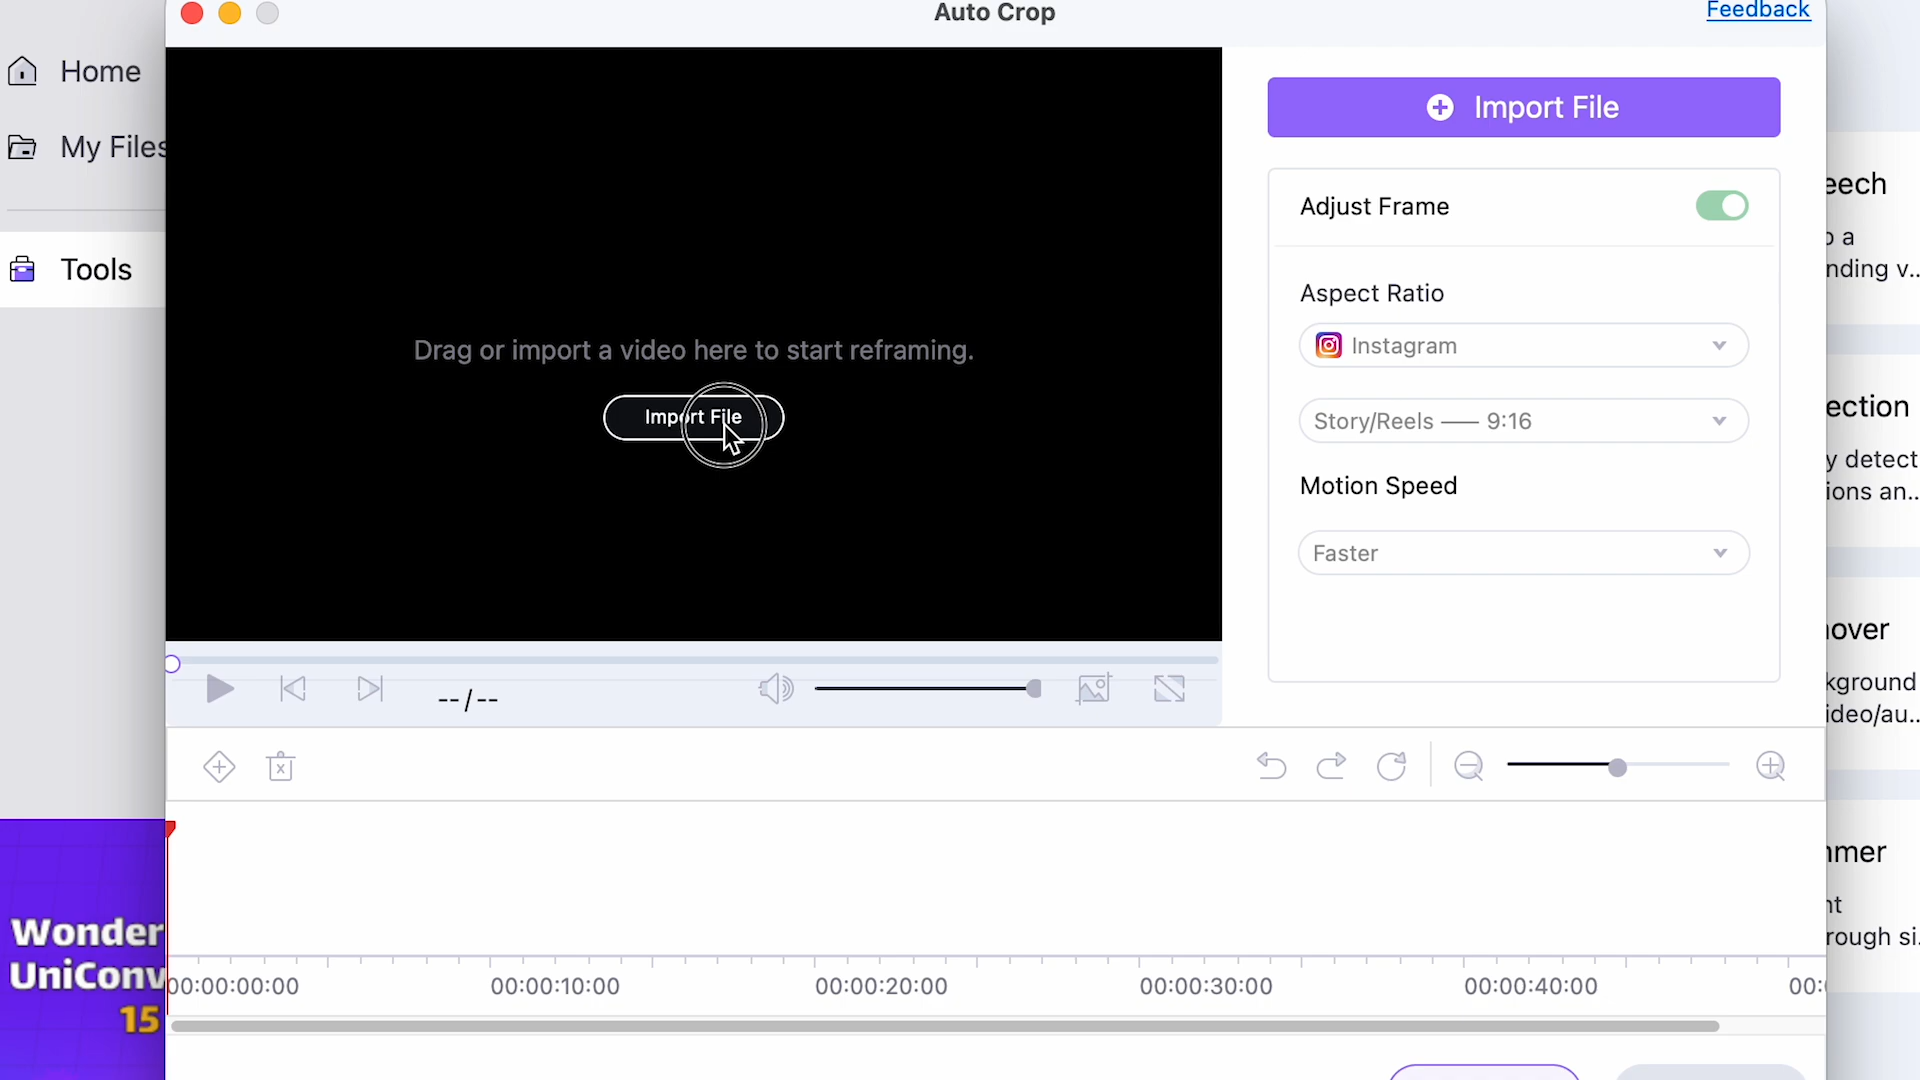 Auto Crop
Feedback
Home
My Files
Tools
Import File
Adjust Frame
Aspect Ratio
Instagram
Story/Reels —— 9:16
Motion Speed
Faster
Drag or import a video here to start reframing.
Import File
--/--
eech
o a
nding v...
ection
y detect
ions an...
over
kground
ideo/au...
mmer
nt
rough si.
Wonder
UniConv
15
00:00:00:00
00:00:10:00
00:00:20:00
00:00:30:00
00:00:40:00
00: